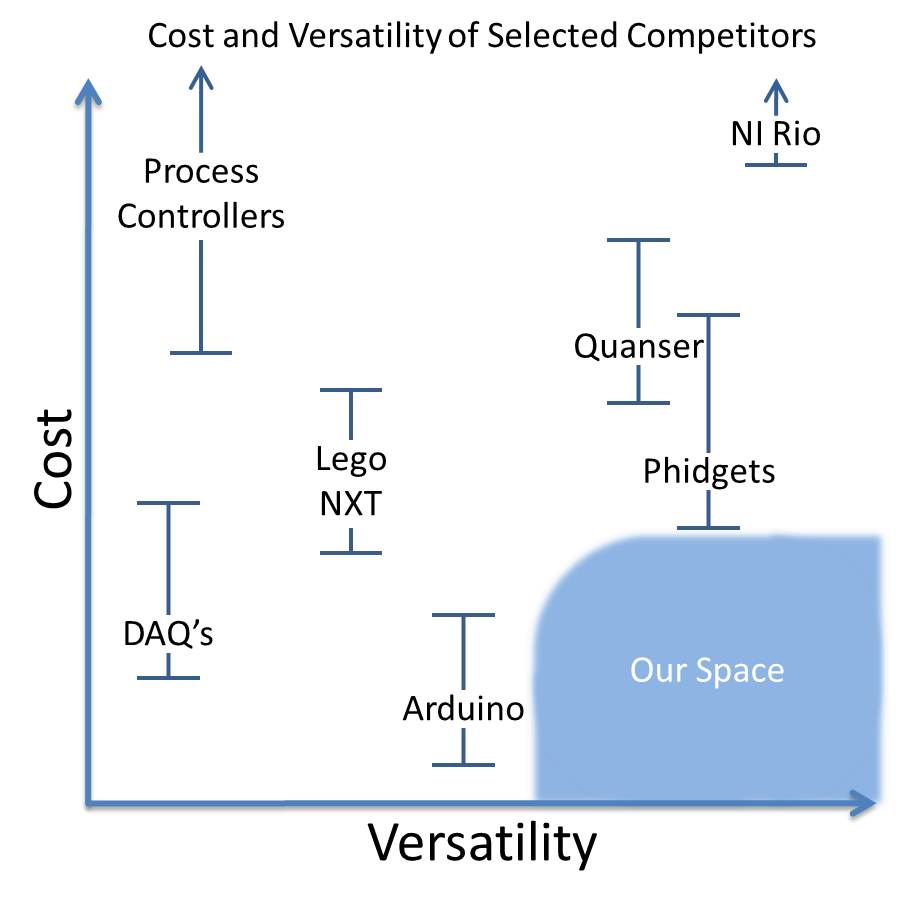 Cost and Versatility of Selected Competitors
NI Rio
Process
Controllers
Quanser
Cost
Lego
NXT
Phidgets
DAQ’s
Our Space
Arduino
Versatility